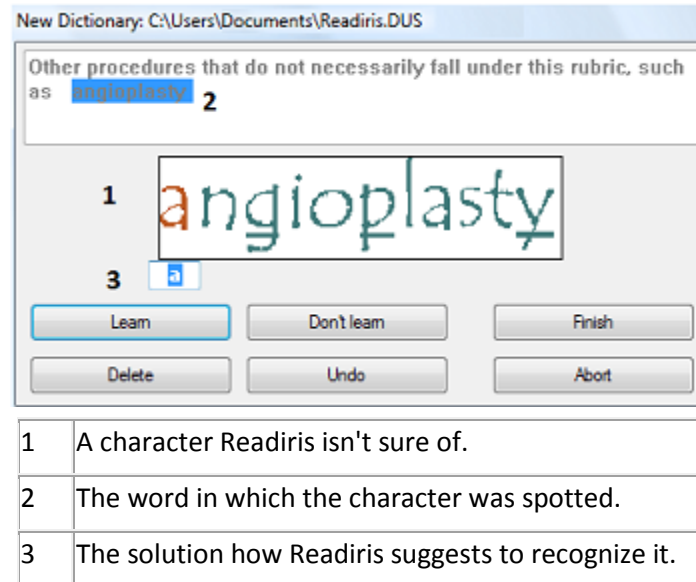 New Dictionary: C:\Users\Documents\Readiris.DUS
Other procedures that do not necessarily fall under this rubric, such
as angioplasty 2
1 angioplasty
3 a
Learn Don't learn Finish
Delete Undo Abort
1 A character Readiris isn't sure of.
2 The word in which the character was spotted.
3 The solution how Readiris suggests to recognize it.